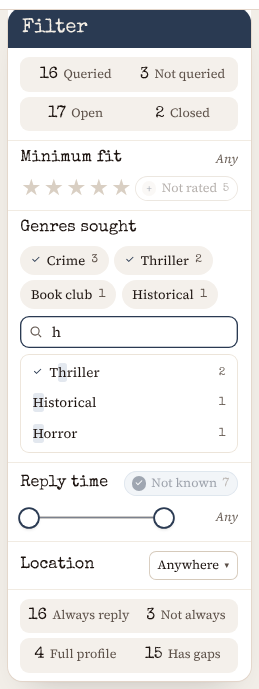 Filter
16 Queried 3 Not queried
17 Open 2 Closed
Minimum fit Any
★★★★★ + Not rated 5
Genres sought
✓ Crime 3 ✓ Thriller 2
Book club 1 Historical 1
h
✓ Thriller 2
Historical 1
Horror 1
Reply time ✓ Not known 7
Any
Location Anywhere ▾
16 Always reply 3 Not always
4 Full profile 15 Has gaps